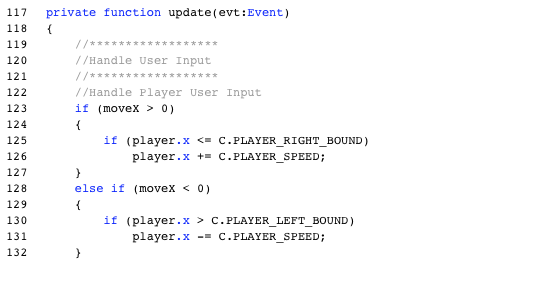 117 private function update(evt:Event)
118 {
119     //******************
120     //Handle User Input
121     //******************
122     //Handle Player User Input
123     if (moveX > 0)
124     {
125         if (player.x <= C.PLAYER_RIGHT_BOUND)
126             player.x += C.PLAYER_SPEED;
127     }
128     else if (moveX < 0)
129     {
130         if (player.x > C.PLAYER_LEFT_BOUND)
131             player.x -= C.PLAYER_SPEED;
132     }